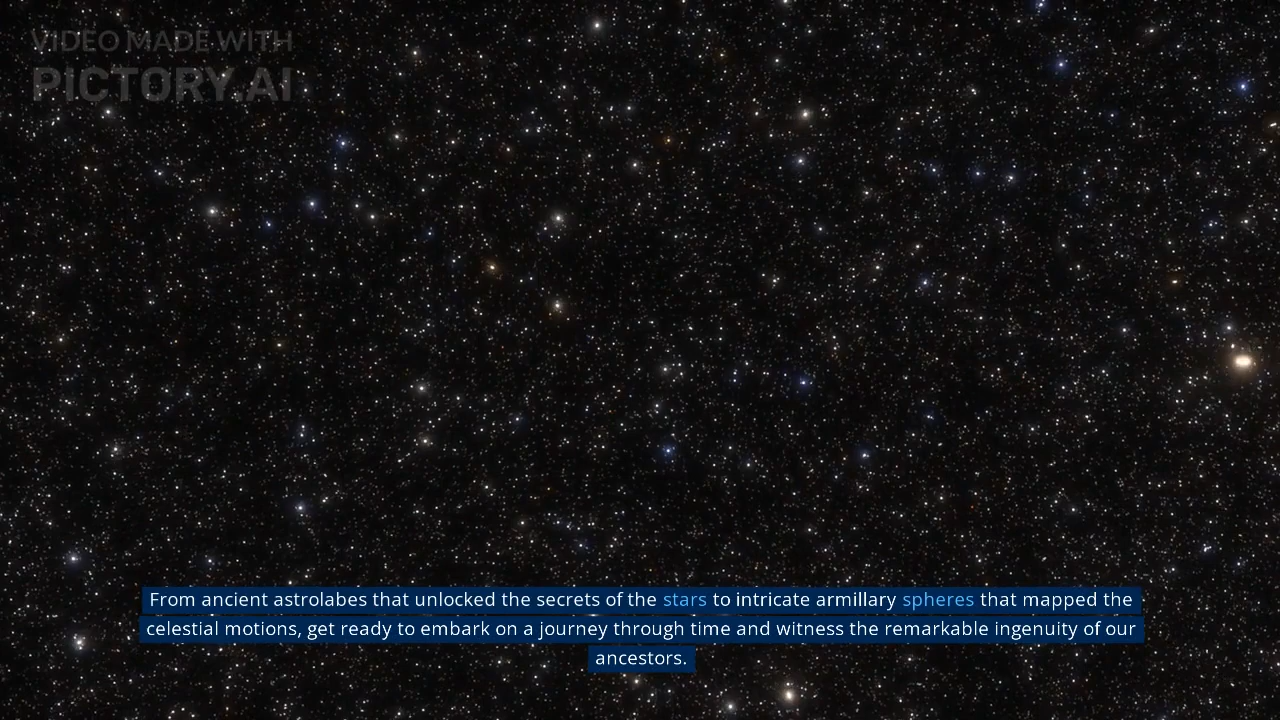 VIDEO MADE WITH
PICTORY.AI
From ancient astrolabes that unlocked the secrets of the stars to intricate armillary spheres that mapped the
celestial motions, get ready to embark on a journey through time and witness the remarkable ingenuity of our
ancestors.